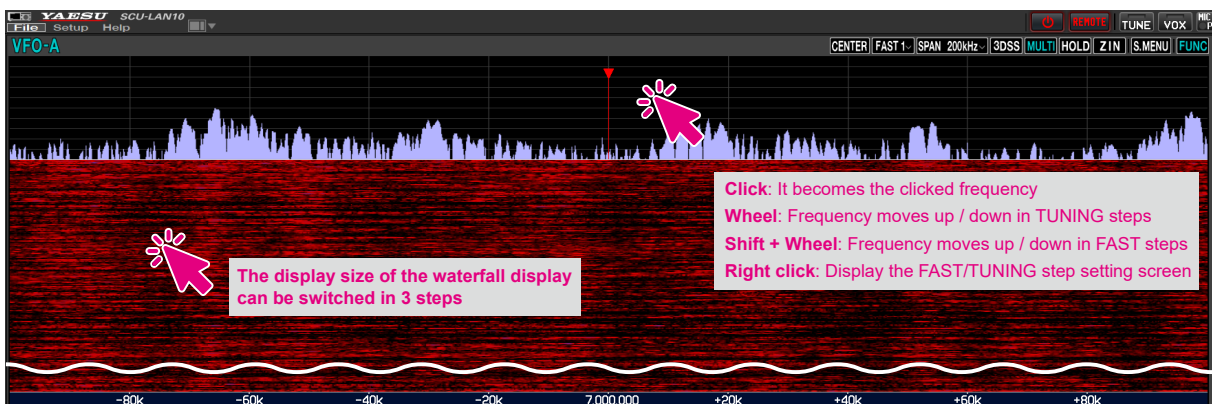 YAESU SCU-LAN10
File Setup Help
REMOTE TUNE VOX MIC
VFO-A
CENTER FAST 1 SPAN 200kHz 3DSS MULTI HOLD ZIN S.MENU FUNC
Click: It becomes the clicked frequency
Wheel: Frequency moves up / down in TUNING steps
Shift + Wheel: Frequency moves up / down in FAST steps
Right click: Display the FAST/TUNING step setting screen
The display size of the waterfall display
can be switched in 3 steps
-80k -60k -40k -20k 7.000.000 +20k +40k +60k +80k